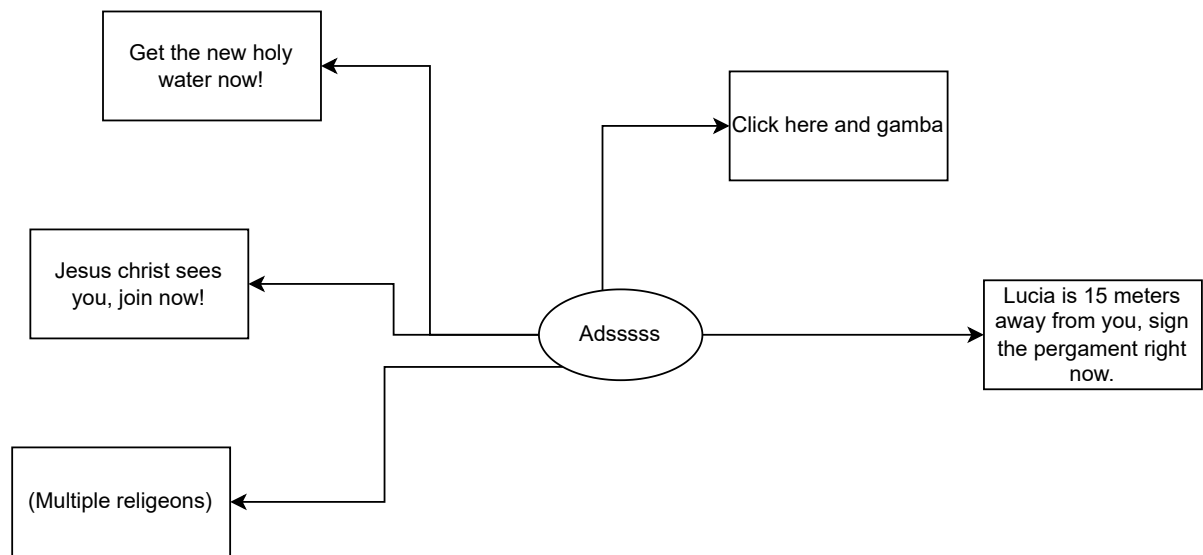 Get the new holy
water now!
Click here and gamba
Jesus christ sees
you, join now!
Lucia is 15 meters
away from you, sign
the pergament right
now.
Adsssss
(Multiple religeons)